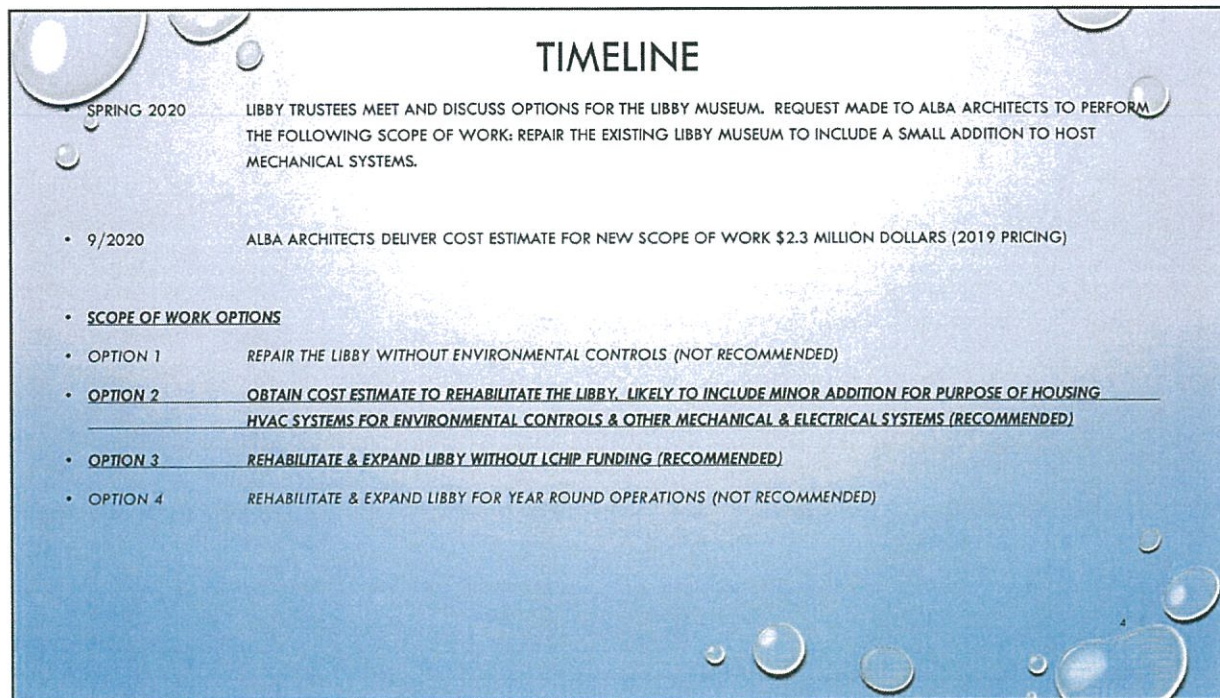 TIMELINE
• SPRING 2020 LIBBY TRUSTEES MEET AND DISCUSS OPTIONS FOR THE LIBBY MUSEUM. REQUEST MADE TO ALBA ARCHITECTS TO PERFORM
THE FOLLOWING SCOPE OF WORK: REPAIR THE EXISTING LIBBY MUSEUM TO INCLUDE A SMALL ADDITION TO HOST
MECHANICAL SYSTEMS.
• 9/2020 ALBA ARCHITECTS DELIVER COST ESTIMATE FOR NEW SCOPE OF WORK $2.3 MILLION DOLLARS (2019 PRICING)
• SCOPE OF WORK OPTIONS
• OPTION 1 REPAIR THE LIBBY WITHOUT ENVIRONMENTAL CONTROLS (NOT RECOMMENDED)
• OPTION 2 OBTAIN COST ESTIMATE TO REHABILITATE THE LIBBY. LIKELY TO INCLUDE MINOR ADDITION FOR PURPOSE OF HOUSING
HVAC SYSTEMS FOR ENVIRONMENTAL CONTROLS & OTHER MECHANICAL & ELECTRICAL SYSTEMS (RECOMMENDED)
• OPTION 3 REHABILITATE & EXPAND LIBBY WITHOUT LCHIP FUNDING (RECOMMENDED)
• OPTION 4 REHABILITATE & EXPAND LIBBY FOR YEAR ROUND OPERATIONS (NOT RECOMMENDED)
4